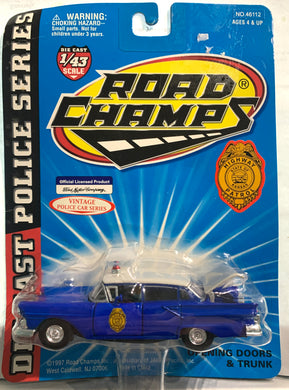 WARNING:
CHOKING HAZARD—
Small parts. Not for
children under 3 years.
NO.46112
AGES 4 & UP
DIE CAST
1/43
SCALE
ROAD
CHAMPS®
DIE CAST POLICE SERIES
Official Licensed Product
Ford Motor Company
VINTAGE
POLICE CAR SERIES
HIGHWAY
PATROL
OPENING DOORS
& TRUNK
©1997 Road Champs Inc.
West Caldwell, NJ 07006